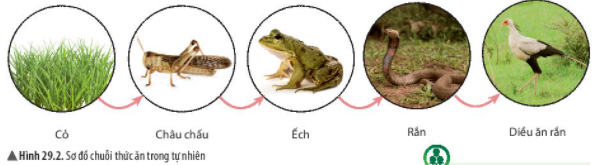 Cỏ
Châu chấu
Ếch
Rắn
Diều ăn rắn
▲ Hình 29.2. Sơ đồ chuỗi thức ăn trong tự nhiên